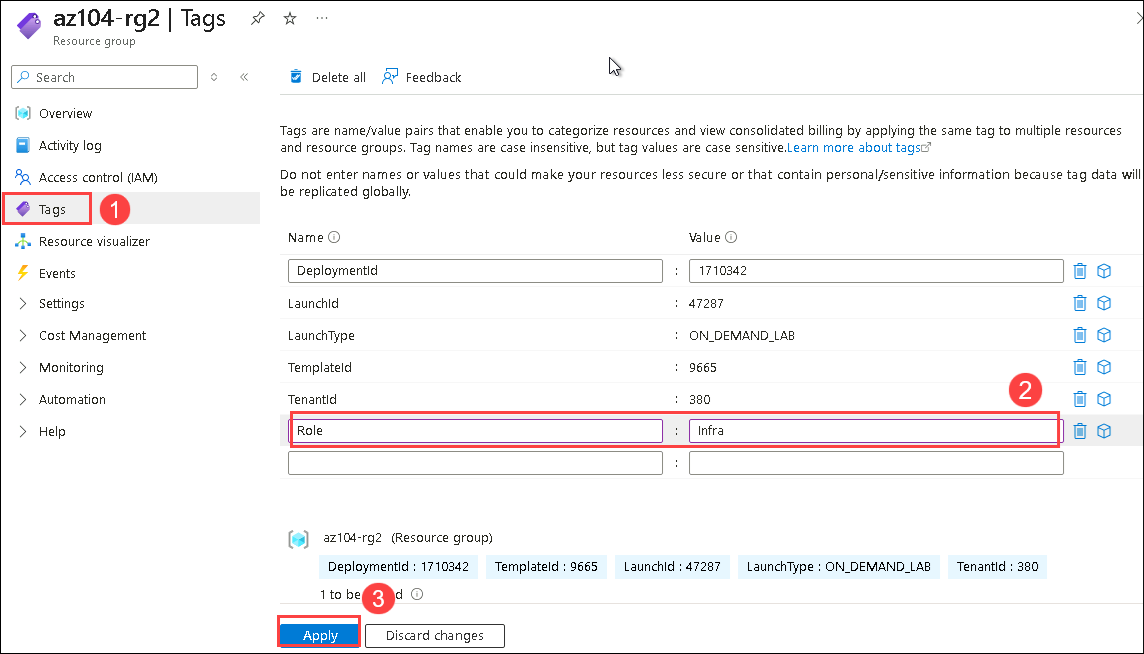 az104-rg2 | Tags
Resource group
Search
Delete all
Feedback
Overview
Activity log
Access control (IAM)
Tags
1
Resource visualizer
Events
Settings
Cost Management
Monitoring
Automation
Help
Tags are name/value pairs that enable you to categorize resources and view consolidated billing by applying the same tag to multiple resources
and resource groups. Tag names are case insensitive, but tag values are case sensitive.Learn more about tags
Do not enter names or values that could make your resources less secure or that contain personal/sensitive information because tag data will
be replicated globally.
Name Value
DeploymentId : 1710342
LaunchId : 47287
LaunchType : ON_DEMAND_LAB
TemplateId : 9665
TenantId : 380
2
Role : Infra
:
az104-rg2 (Resource group)
DeploymentId : 1710342 TemplateId : 9665 LaunchId : 47287 LaunchType : ON_DEMAND_LAB TenantId : 380
1 to be
3
Apply
Discard changes